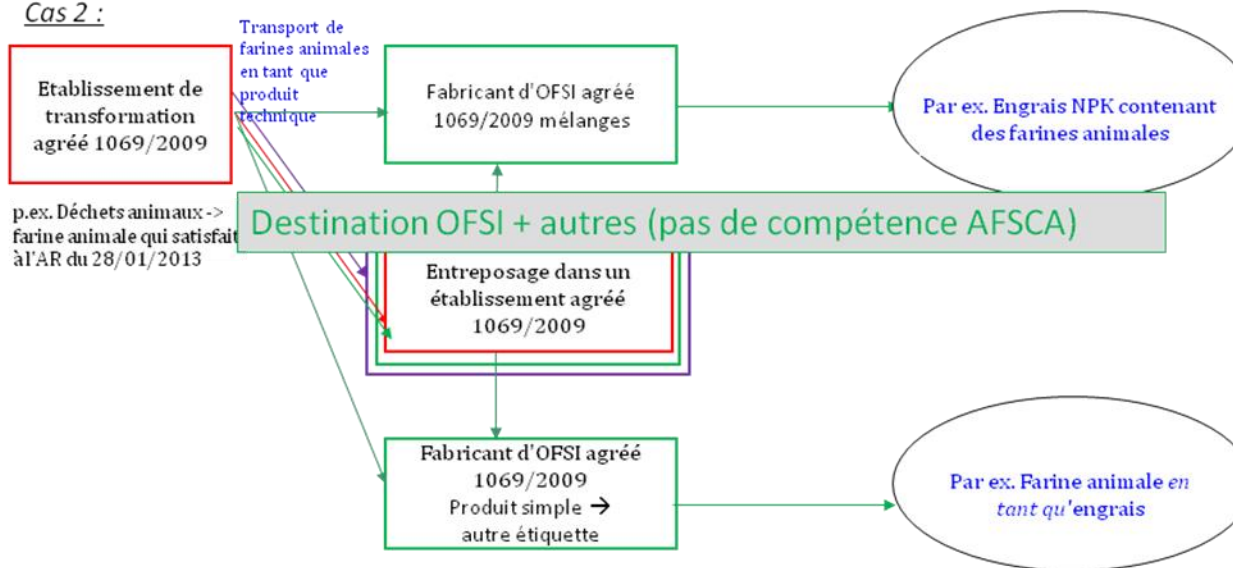 Cas 2 :
Transport de
farines animales
en tant que
produit
technique
Etablissement de
transformation
agréé 1069/2009
Fabricant d'OFSI agréé
1069/2009 mélanges
Par ex. Engrais NPK contenant
des farines animales
p.ex. Déchets animaux ->
farine animale qui satisfait
à l'AR du 28/01/2013
Destination OFSI + autres (pas de compétence AFSCA)
Entreposage dans un
établissement agréé
1069/2009
Fabricant d'OFSI agréé
1069/2009
Produit simple →
autre étiquette
Par ex. Farine animale en
tant qu'engrais